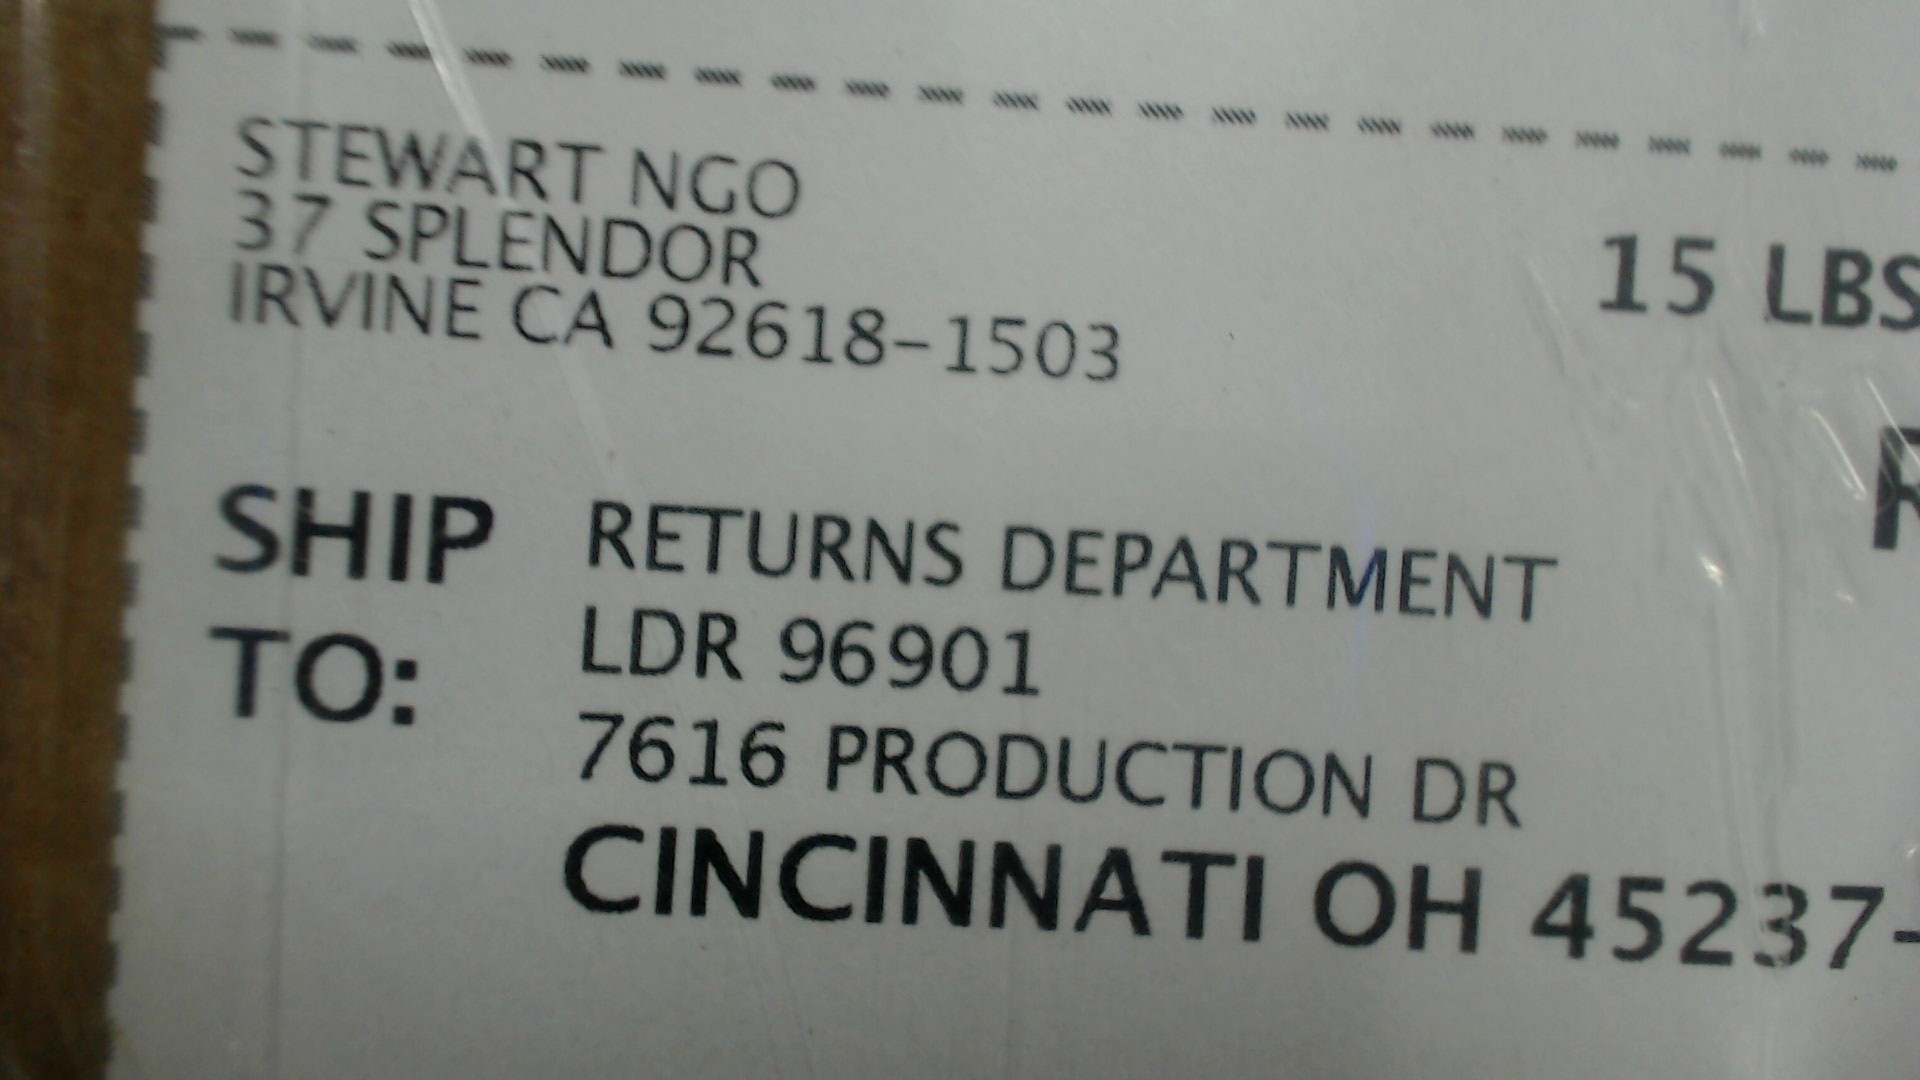 STEWART NGO
37 SPLENDOR
IRVINE CA 92618-1503
15 LBS
SHIP TO:
RETURNS DEPARTMENT
LDR 96901
7616 PRODUCTION DR
CINCINNATI OH 45237-